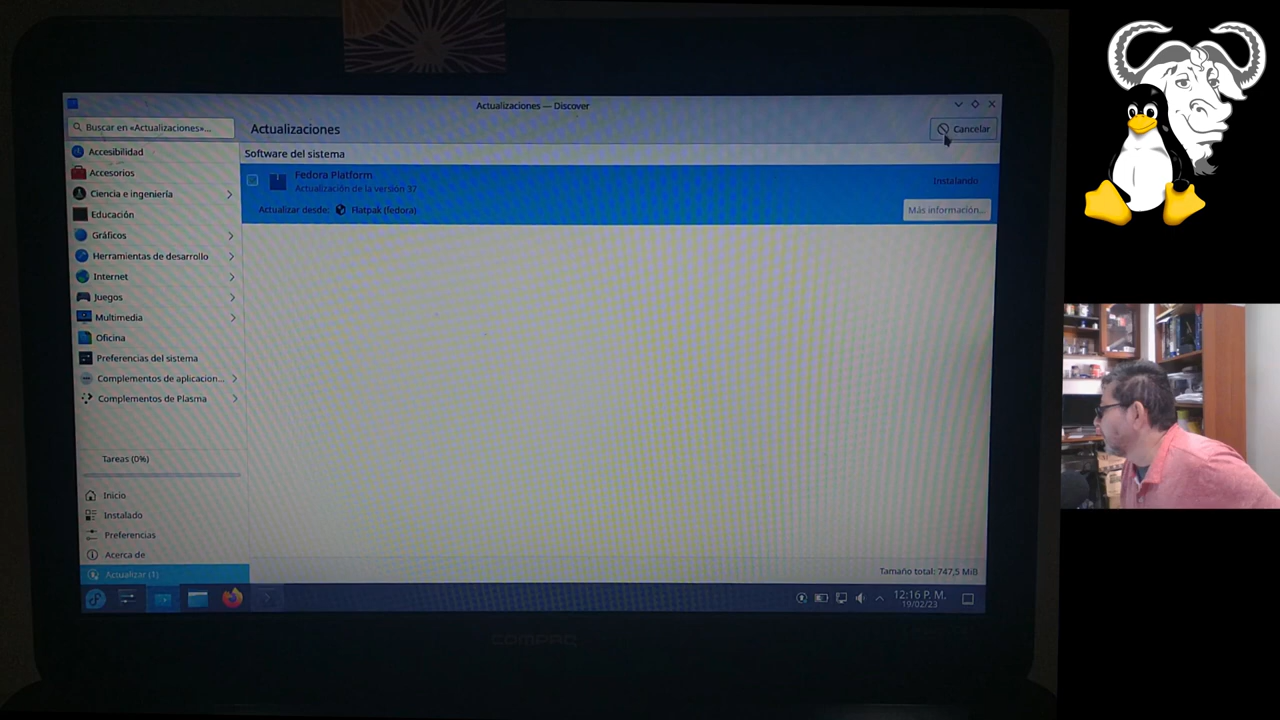 Actualizaciones — Discover
Buscar en «Actualizaciones»...
Actualizaciones
Cancelar
Software del sistema
Accesibilidad
Accesorios
Ciencia e ingeniería
Educación
Gráficos
Herramientas de desarrollo
Internet
Juegos
Multimedia
Oficina
Preferencias del sistema
Complementos de aplicacion...
Complementos de Plasma
Fedora Platform
Actualización de la versión 37
Instalando
Actualizar desde: Flatpak (fedora)
Más información...
Tareas (0%)
Inicio
Instalado
Preferencias
Acerca de
Actualizar (1)
Tamaño total: 747,5 MiB
12:16 P. M.
19/02/23
COMPAQ